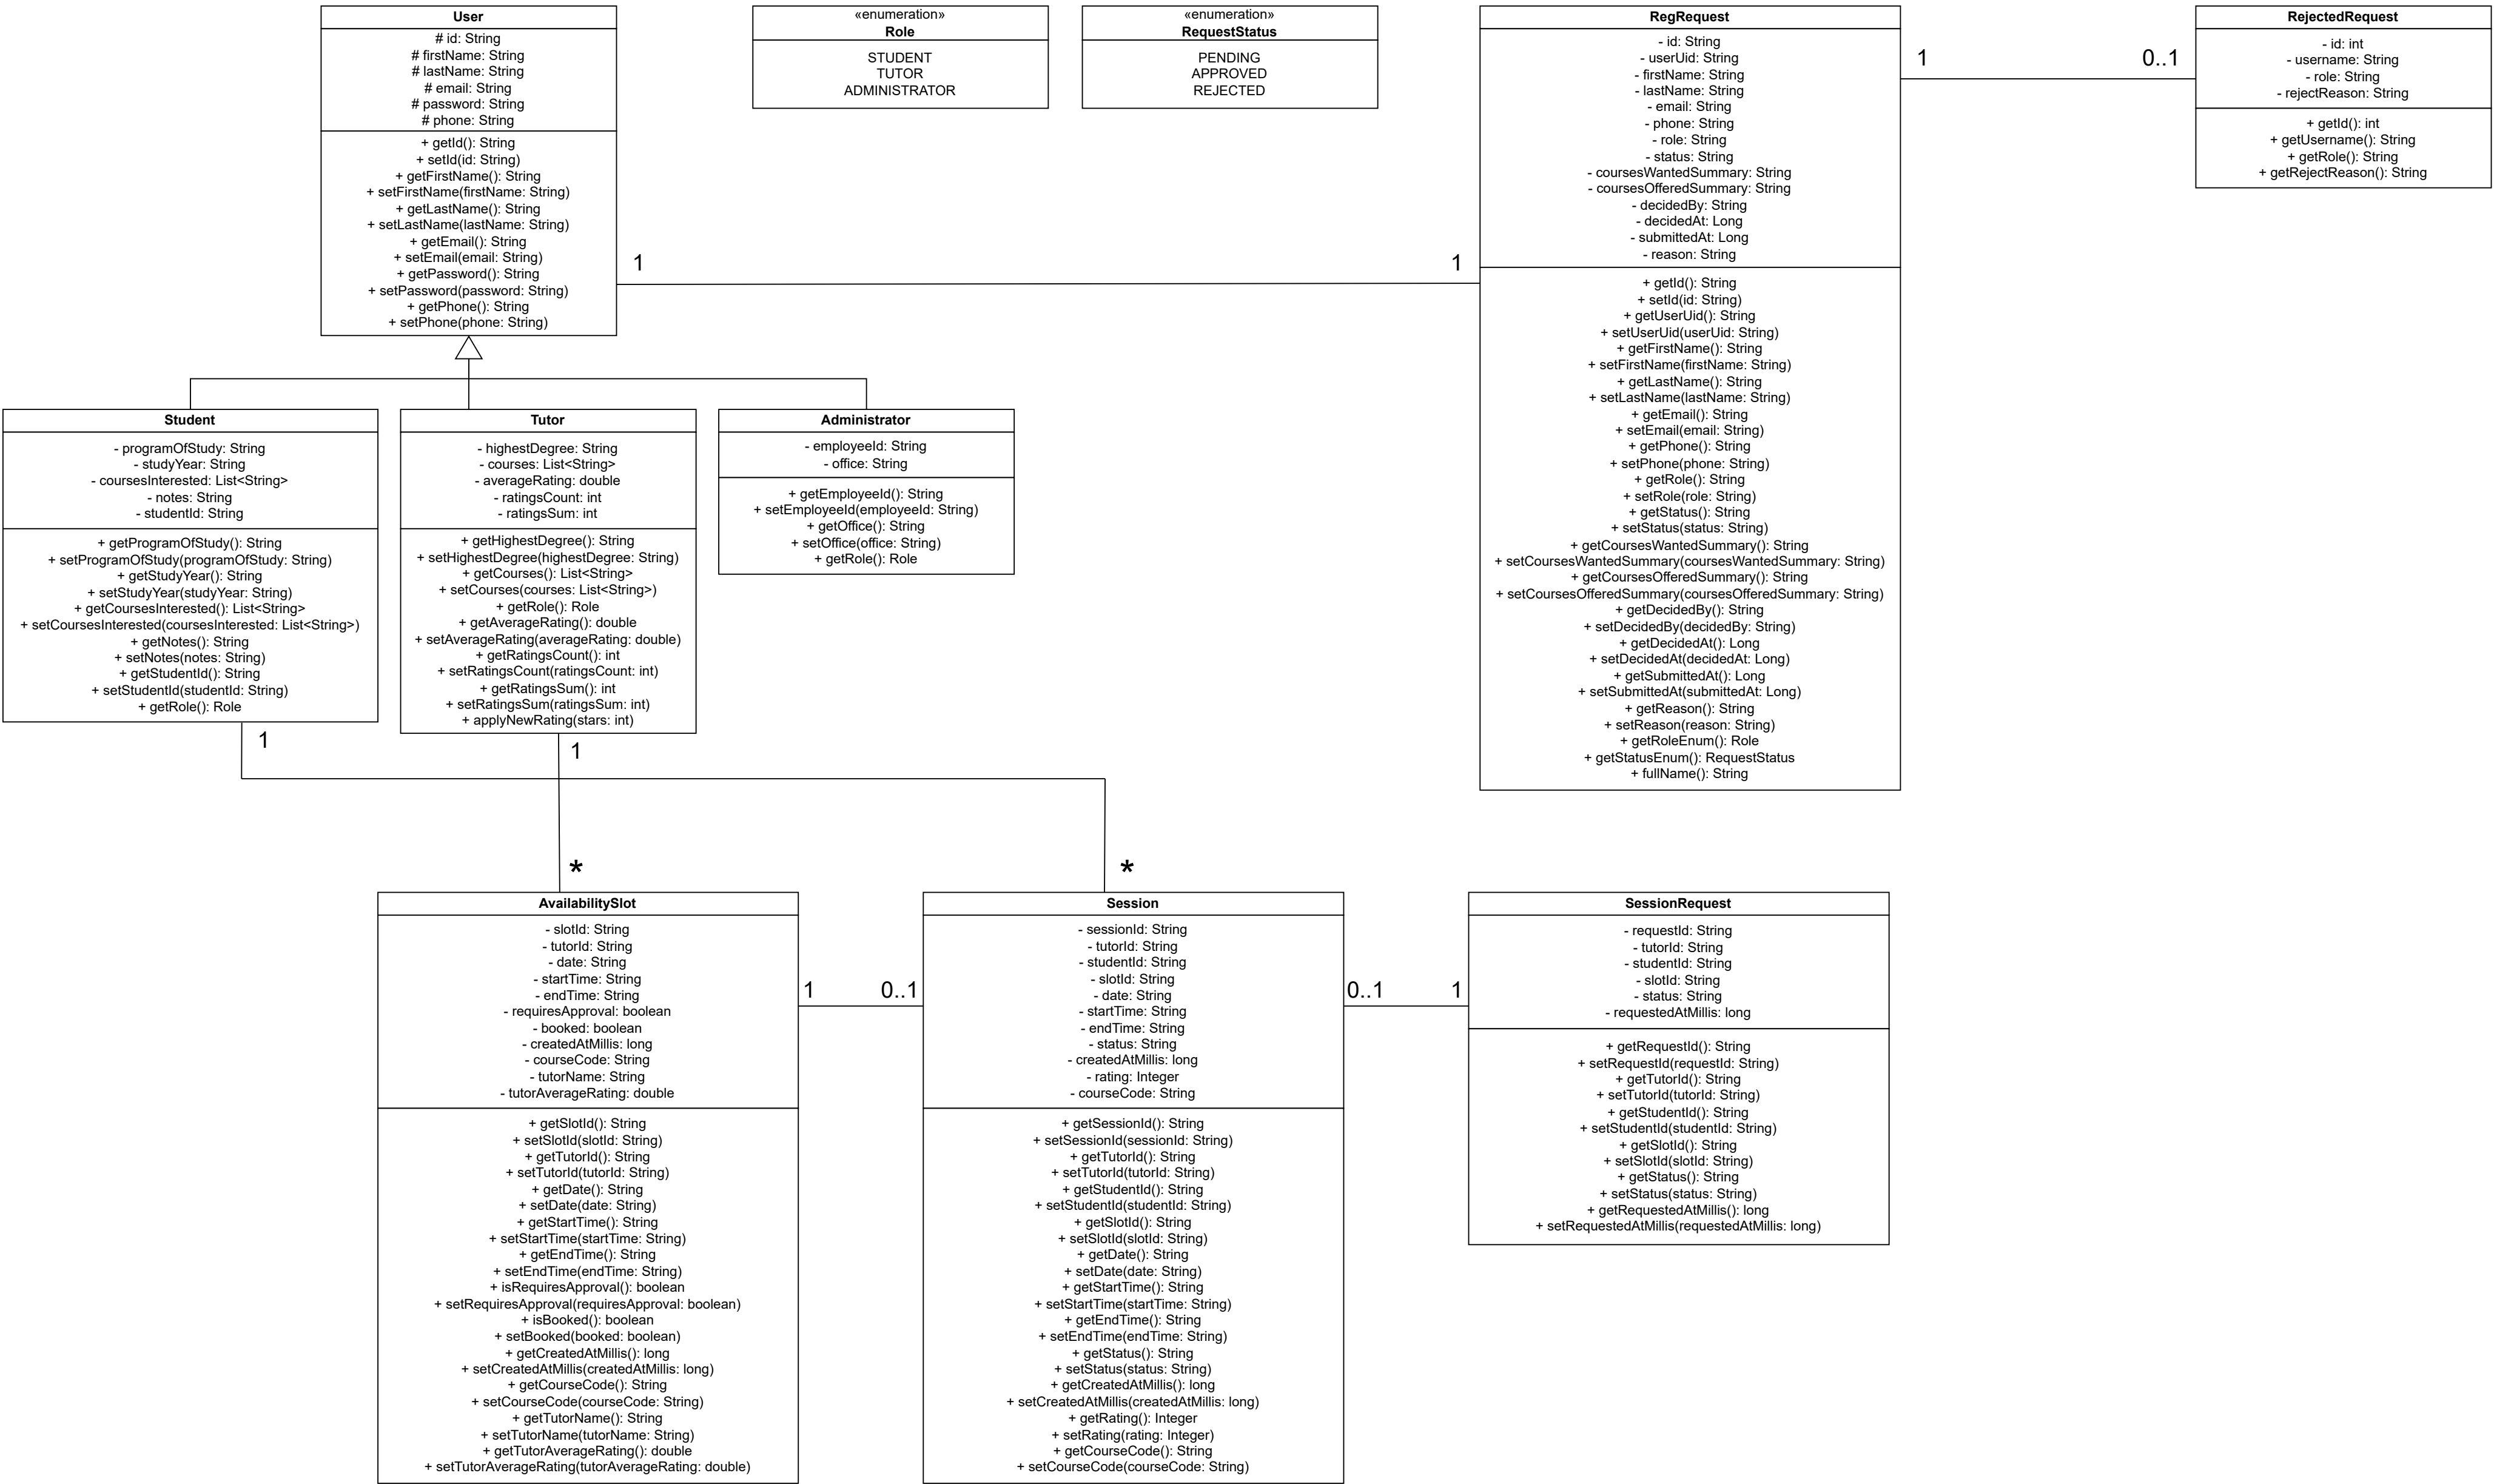 User
# id: String
# firstName: String
# lastName: String
# email: String
# password: String
# phone: String
+ getId(): String
+ setId(id: String)
+ getFirstName(): String
+ setFirstName(firstName: String)
+ getLastName(): String
+ setLastName(lastName: String)
+ getEmail(): String
+ setEmail(email: String)
+ getPassword(): String
+ setPassword(password: String)
+ getPhone(): String
+ setPhone(phone: String)
«enumeration»
Role
STUDENT
TUTOR
ADMINISTRATOR
«enumeration»
RequestStatus
PENDING
APPROVED
REJECTED
1
1
RegRequest
- id: String
- userUid: String
- firstName: String
- lastName: String
- email: String
- phone: String
- role: String
- status: String
- coursesWantedSummary: String
- coursesOfferedSummary: String
- decidedBy: String
- decidedAt: Long
- submittedAt: Long
- reason: String
+ getId(): String
+ setId(id: String)
+ getUserUid(): String
+ setUserUid(userUid: String)
+ getFirstName(): String
+ setFirstName(firstName: String)
+ getLastName(): String
+ setLastName(lastName: String)
+ getEmail(): String
+ setEmail(email: String)
+ getPhone(): String
+ setPhone(phone: String)
+ getRole(): String
+ setRole(role: String)
+ getStatus(): String
+ setStatus(status: String)
+ getCoursesWantedSummary(): String
+ setCoursesWantedSummary(coursesWantedSummary: String)
+ getCoursesOfferedSummary(): String
+ setCoursesOfferedSummary(coursesOfferedSummary: String)
+ getDecidedBy(): String
+ setDecidedBy(decidedBy: String)
+ getDecidedAt(): Long
+ setDecidedAt(decidedAt: Long)
+ getSubmittedAt(): Long
+ setSubmittedAt(submittedAt: Long)
+ getReason(): String
+ setReason(reason: String)
+ getRoleEnum(): Role
+ getStatusEnum(): RequestStatus
+ fullName(): String
1
0..1
RejectedRequest
- id: int
- username: String
- role: String
- rejectReason: String
+ getId(): int
+ getUsername(): String
+ getRole(): String
+ getRejectReason(): String
Student
- programOfStudy: String
- studyYear: String
- coursesInterested: List<String>
- notes: String
- studentId: String
+ getProgramOfStudy(): String
+ setProgramOfStudy(programOfStudy: String)
+ getStudyYear(): String
+ setStudyYear(studyYear: String)
+ getCoursesInterested(): List<String>
+ setCoursesInterested(coursesInterested: List<String>)
+ getNotes(): String
+ setNotes(notes: String)
+ getStudentId(): String
+ setStudentId(studentId: String)
+ getRole(): Role
1
Tutor
- highestDegree: String
- courses: List<String>
- averageRating: double
- ratingsCount: int
- ratingsSum: int
+ getHighestDegree(): String
+ setHighestDegree(highestDegree: String)
+ getCourses(): List<String>
+ setCourses(courses: List<String>)
+ getRole(): Role
+ getAverageRating(): double
+ setAverageRating(averageRating: double)
+ getRatingsCount(): int
+ setRatingsCount(ratingsCount: int)
+ getRatingsSum(): int
+ setRatingsSum(ratingsSum: int)
+ applyNewRating(stars: int)
1
Administrator
- employeeId: String
- office: String
+ getEmployeeId(): String
+ setEmployeeId(employeeId: String)
+ getOffice(): String
+ setOffice(office: String)
+ getRole(): Role
*
*
AvailabilitySlot
- slotId: String
- tutorId: String
- date: String
- startTime: String
- endTime: String
- requiresApproval: boolean
- booked: boolean
- createdAtMillis: long
- courseCode: String
- tutorName: String
- tutorAverageRating: double
+ getSlotId(): String
+ setSlotId(slotId: String)
+ getTutorId(): String
+ setTutorId(tutorId: String)
+ getDate(): String
+ setDate(date: String)
+ getStartTime(): String
+ setStartTime(startTime: String)
+ getEndTime(): String
+ setEndTime(endTime: String)
+ isRequiresApproval(): boolean
+ setRequiresApproval(requiresApproval: boolean)
+ isBooked(): boolean
+ setBooked(booked: boolean)
+ getCreatedAtMillis(): long
+ setCreatedAtMillis(createdAtMillis: long)
+ getCourseCode(): String
+ setCourseCode(courseCode: String)
+ getTutorName(): String
+ setTutorName(tutorName: String)
+ getTutorAverageRating(): double
+ setTutorAverageRating(tutorAverageRating: double)
1
0..1
Session
- sessionId: String
- tutorId: String
- studentId: String
- slotId: String
- date: String
- startTime: String
- endTime: String
- status: String
- createdAtMillis: long
- rating: Integer
- courseCode: String
+ getSessionId(): String
+ setSessionId(sessionId: String)
+ getTutorId(): String
+ setTutorId(tutorId: String)
+ getStudentId(): String
+ setStudentId(studentId: String)
+ getSlotId(): String
+ setSlotId(slotId: String)
+ getDate(): String
+ setDate(date: String)
+ getStartTime(): String
+ setStartTime(startTime: String)
+ getEndTime(): String
+ setEndTime(endTime: String)
+ getStatus(): String
+ setStatus(status: String)
+ getCreatedAtMillis(): long
+ setCreatedAtMillis(createdAtMillis: long)
+ getRating(): Integer
+ setRating(rating: Integer)
+ getCourseCode(): String
+ setCourseCode(courseCode: String)
0..1
1
SessionRequest
- requestId: String
- tutorId: String
- studentId: String
- slotId: String
- status: String
- requestedAtMillis: long
+ getRequestId(): String
+ setRequestId(requestId: String)
+ getTutorId(): String
+ setTutorId(tutorId: String)
+ getStudentId(): String
+ setStudentId(studentId: String)
+ getSlotId(): String
+ setSlotId(slotId: String)
+ getStatus(): String
+ setStatus(status: String)
+ getRequestedAtMillis(): long
+ setRequestedAtMillis(requestedAtMillis: long)